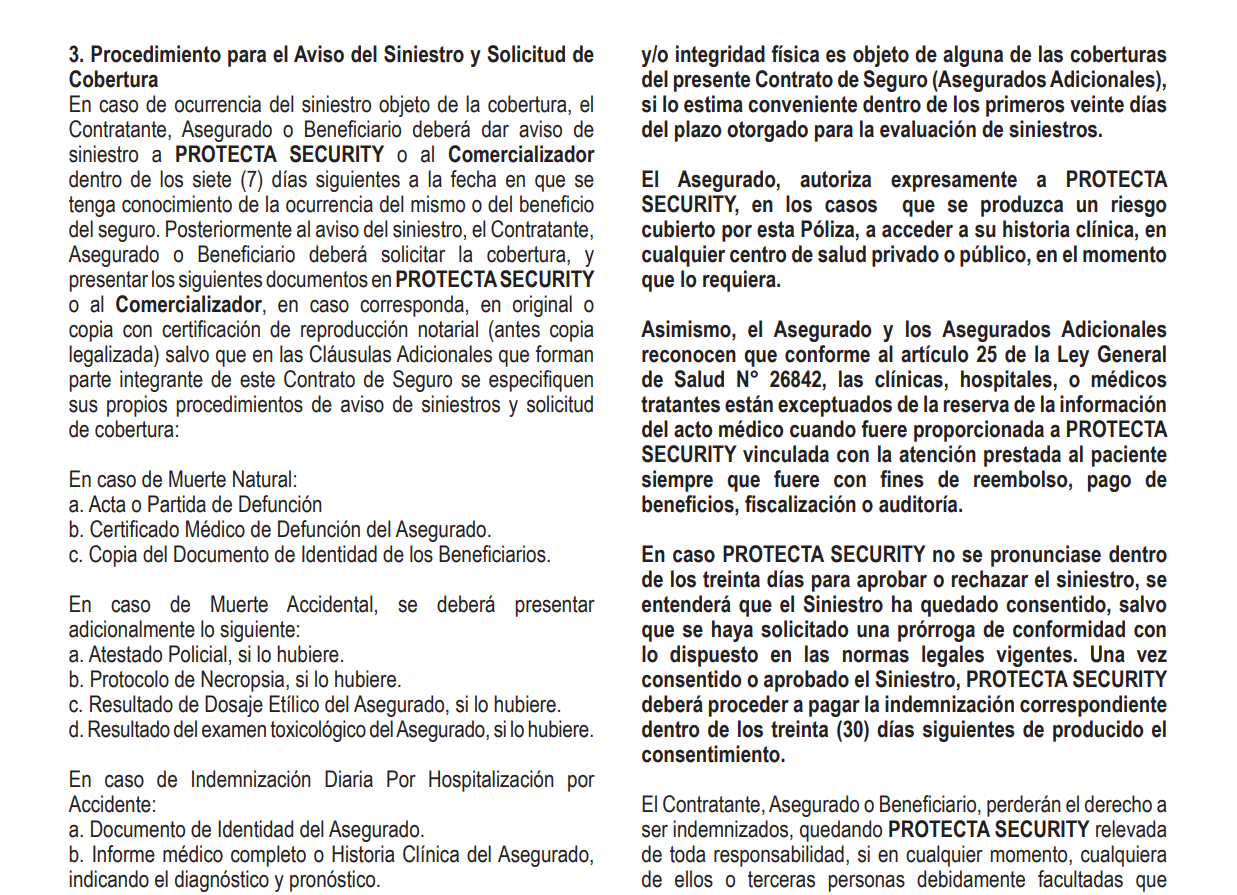 3. Procedimiento para el Aviso del Siniestro y Solicitud de
Cobertura
En caso de ocurrencia del siniestro objeto de la cobertura, el
Contratante, Asegurado o Beneficiario deberá dar aviso de
siniestro a PROTECTA SECURITY o al Comercializador
dentro de los siete (7) días siguientes a la fecha en que se
tenga conocimiento de la ocurrencia del mismo o del beneficio
del seguro. Posteriormente al aviso del siniestro, el Contratante,
Asegurado o Beneficiario deberá solicitar la cobertura, y
presentar los siguientes documentos en PROTECTA SECURITY
o al Comercializador, en caso corresponda, en original o
copia con certificación de reproducción notarial (antes copia
legalizada) salvo que en las Cláusulas Adicionales que forman
parte integrante de este Contrato de Seguro se especifiquen
sus propios procedimientos de aviso de siniestros y solicitud
de cobertura:
En caso de Muerte Natural:
a. Acta o Partida de Defunción
b. Certificado Médico de Defunción del Asegurado.
c. Copia del Documento de Identidad de los Beneficiarios.
En caso de Muerte Accidental, se deberá presentar
adicionalmente lo siguiente:
a. Atestado Policial, si lo hubiere.
b. Protocolo de Necropsia, si lo hubiere.
c. Resultado de Dosaje Etílico del Asegurado, si lo hubiere.
d. Resultado del examen toxicológico del Asegurado, si lo hubiere.
En caso de Indemnización Diaria Por Hospitalización por
Accidente:
a. Documento de Identidad del Asegurado.
b. Informe médico completo o Historia Clínica del Asegurado,
indicando el diagnóstico y pronóstico.
y/o integridad física es objeto de alguna de las coberturas
del presente Contrato de Seguro (Asegurados Adicionales),
si lo estima conveniente dentro de los primeros veinte días
del plazo otorgado para la evaluación de siniestros.
El Asegurado, autoriza expresamente a PROTECTA
SECURITY, en los casos que se produzca un riesgo
cubierto por esta Póliza, a acceder a su historia clínica, en
cualquier centro de salud privado o público, en el momento
que lo requiera.
Asimismo, el Asegurado y los Asegurados Adicionales
reconocen que conforme al artículo 25 de la Ley General
de Salud N° 26842, las clínicas, hospitales, o médicos
tratantes están exceptuados de la reserva de la información
del acto médico cuando fuere proporcionada a PROTECTA
SECURITY vinculada con la atención prestada al paciente
siempre que fuere con fines de reembolso, pago de
beneficios, fiscalización o auditoría.
En caso PROTECTA SECURITY no se pronunciase dentro
de los treinta días para aprobar o rechazar el siniestro, se
entenderá que el Siniestro ha quedado consentido, salvo
que se haya solicitado una prórroga de conformidad con
lo dispuesto en las normas legales vigentes. Una vez
consentido o aprobado el Siniestro, PROTECTA SECURITY
deberá proceder a pagar la indemnización correspondiente
dentro de los treinta (30) días siguientes de producido el
consentimiento.
El Contratante, Asegurado o Beneficiario, perderán el derecho a
ser indemnizados, quedando PROTECTA SECURITY relevada
de toda responsabilidad, si en cualquier momento, cualquiera
de ellos o terceras personas debidamente facultadas que